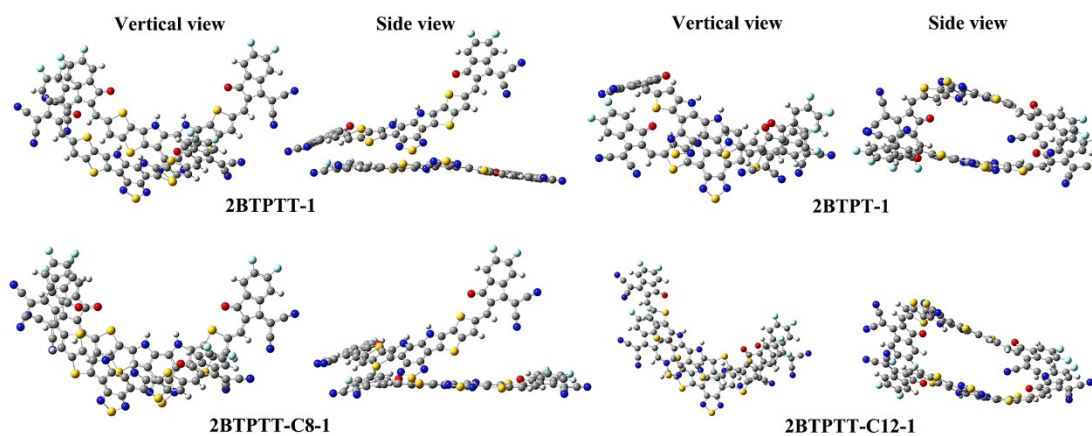 Vertical view Side view Vertical view Side view
2BTPTT-1 2BTPT-1
2BTPTT-C8-1 2BTPTT-C12-1